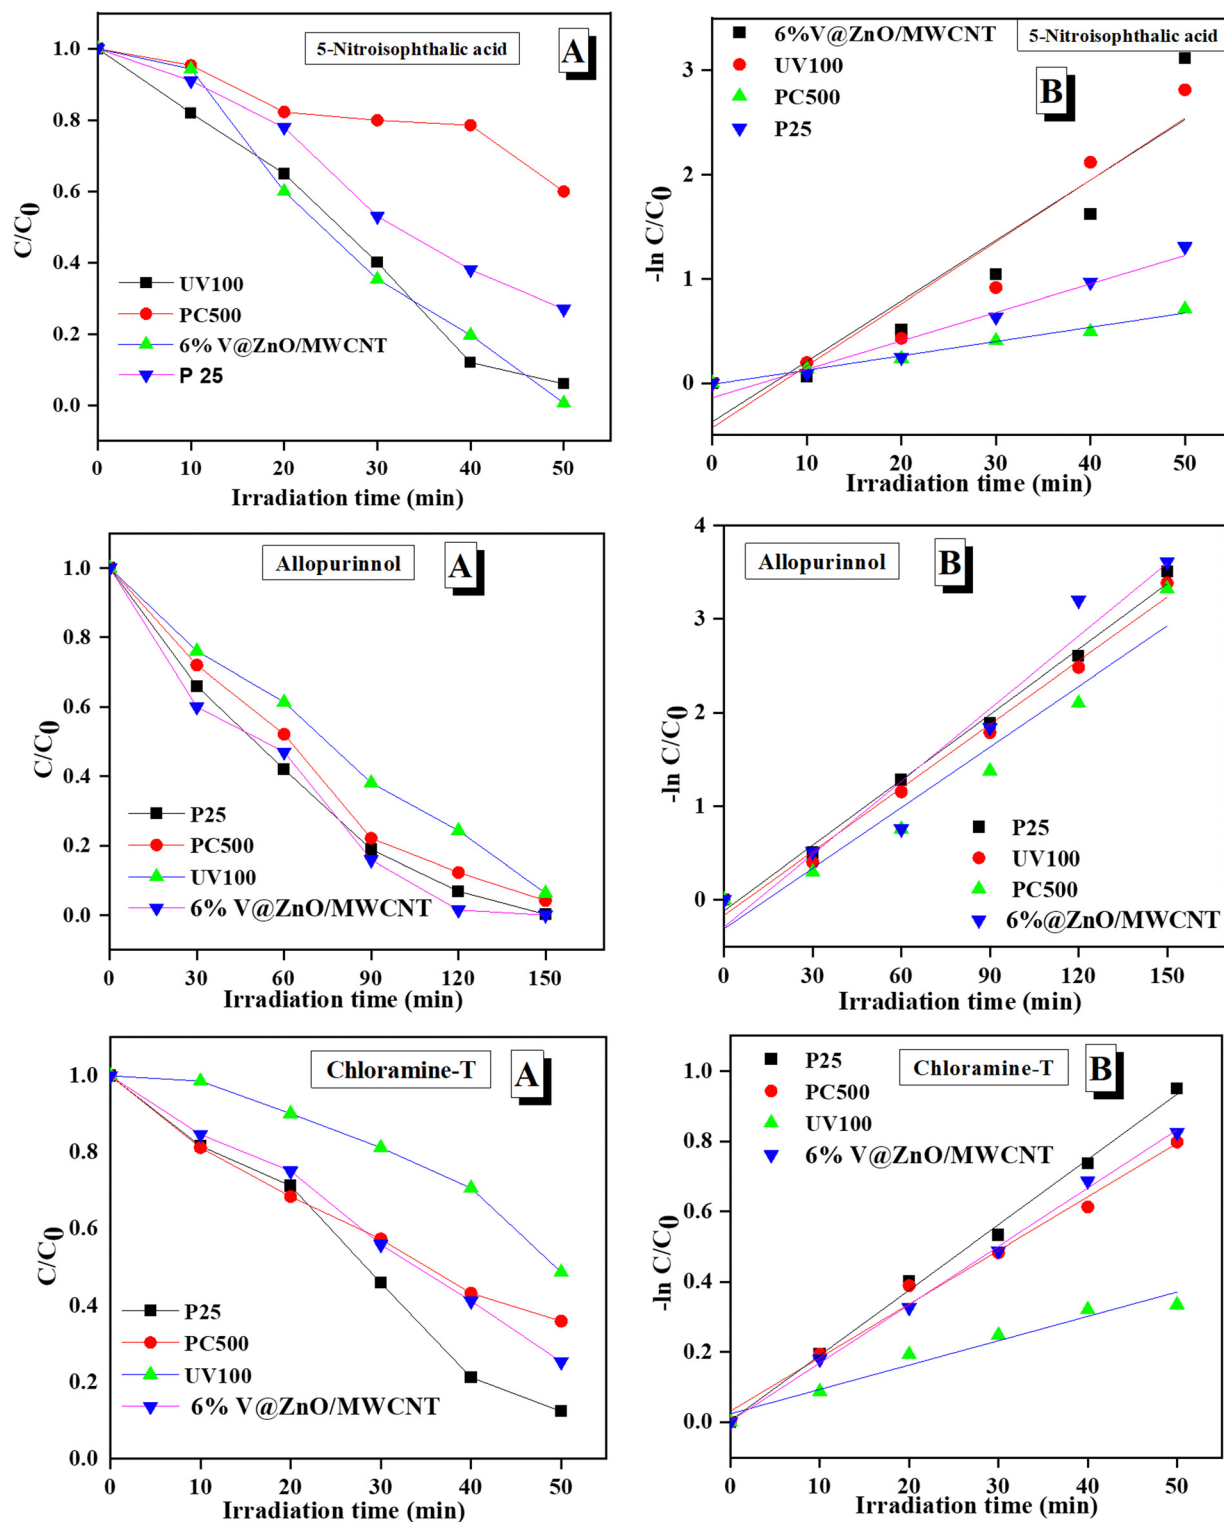 5-Nitroisophthalic acid
A
1.0
0.8
0.6
0.4
0.2
0.0
C/C0
UV100
PC500
6% V@ZnO/MWCNT
P 25
0 10 20 30 40 50
Irradiation time (min)
6%V@ZnO/MWCNT
UV100
PC500
P25
5-Nitroisophthalic acid
B
3
2
1
0
-ln C/C0
0 10 20 30 40 50
Irradiation time (min)
Allopurinnol
A
1.0
0.8
0.6
0.4
0.2
0.0
C/C0
P25
PC500
UV100
6% V@ZnO/MWCNT
0 30 60 90 120 150
Irradiation time (min)
Allopurinnol
B
4
3
2
1
0
-ln C/C0
P25
UV100
PC500
6%@ZnO/MWCNT
0 30 60 90 120 150
Irradiation time (min)
Chloramine-T
A
1.0
0.8
0.6
0.4
0.2
0.0
C/C0
P25
PC500
UV100
6% V@ZnO/MWCNT
0 10 20 30 40 50
Irradiation time (min)
P25
PC500
UV100
6% V@ZnO/MWCNT
Chloramine-T
B
1.0
0.8
0.6
0.4
0.2
0.0
-ln C/C0
0 10 20 30 40 50
Irradiation time (min)